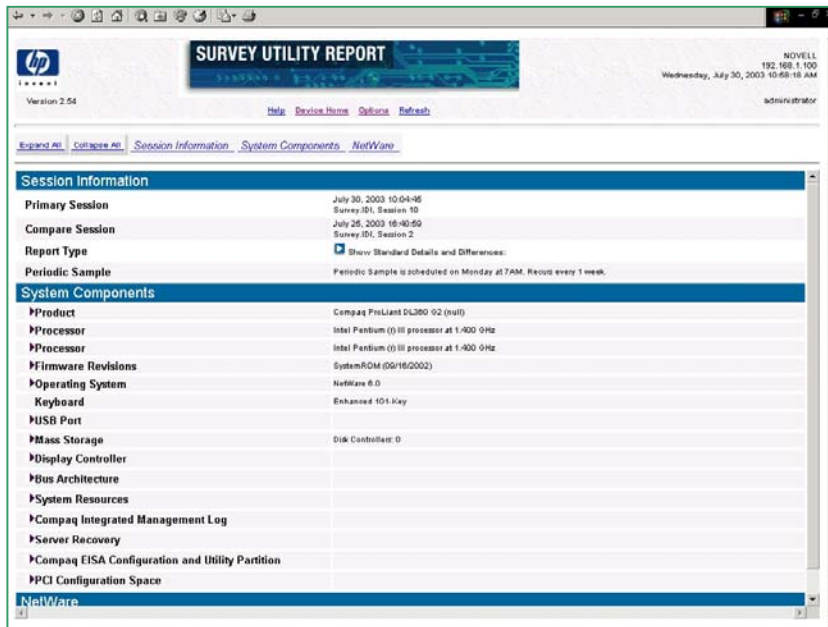 hp
invent
Version 2.54
SURVEY UTILITY REPORT
Help Device Home Options Refresh
NOVELL
192.168.1.100
Wednesday, July 30, 2003 10:58:18 AM
administrator
Expand All Collapse All Session Information System Components NetWare
Session Information
Primary Session July 30, 2003 10:04:46
Survey.IDI, Session 10
Compare Session July 25, 2003 16:40:59
Survey.IDI, Session 2
Report Type Show Standard Details and Differences:
Periodic Sample Periodic Sample is scheduled on Monday at 7AM. Recurs every 1 week.
System Components
Product Compaq ProLiant DL360 G2 (null)
Processor Intel Pentium (r) III processor at 1.400 GHz
Processor Intel Pentium (r) III processor at 1.400 GHz
Firmware Revisions SystemROM (09/16/2002)
Operating System NetWare 6.0
Keyboard Enhanced 101-Key
USB Port
Mass Storage Disk Controllers: 0
Display Controller
Bus Architecture
System Resources
Compaq Integrated Management Log
Server Recovery
Compaq EISA Configuration and Utility Partition
PCI Configuration Space
NetWare